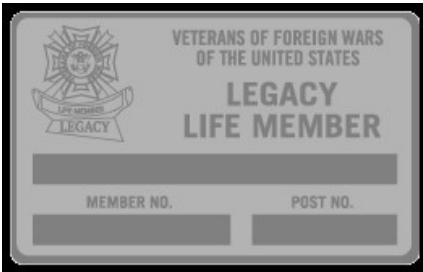 VETERANS OF FOREIGN WARS
OF THE UNITED STATES
LEGACY
LIFE MEMBER
LIFE MEMBER
LEGACY
MEMBER NO.
POST NO.